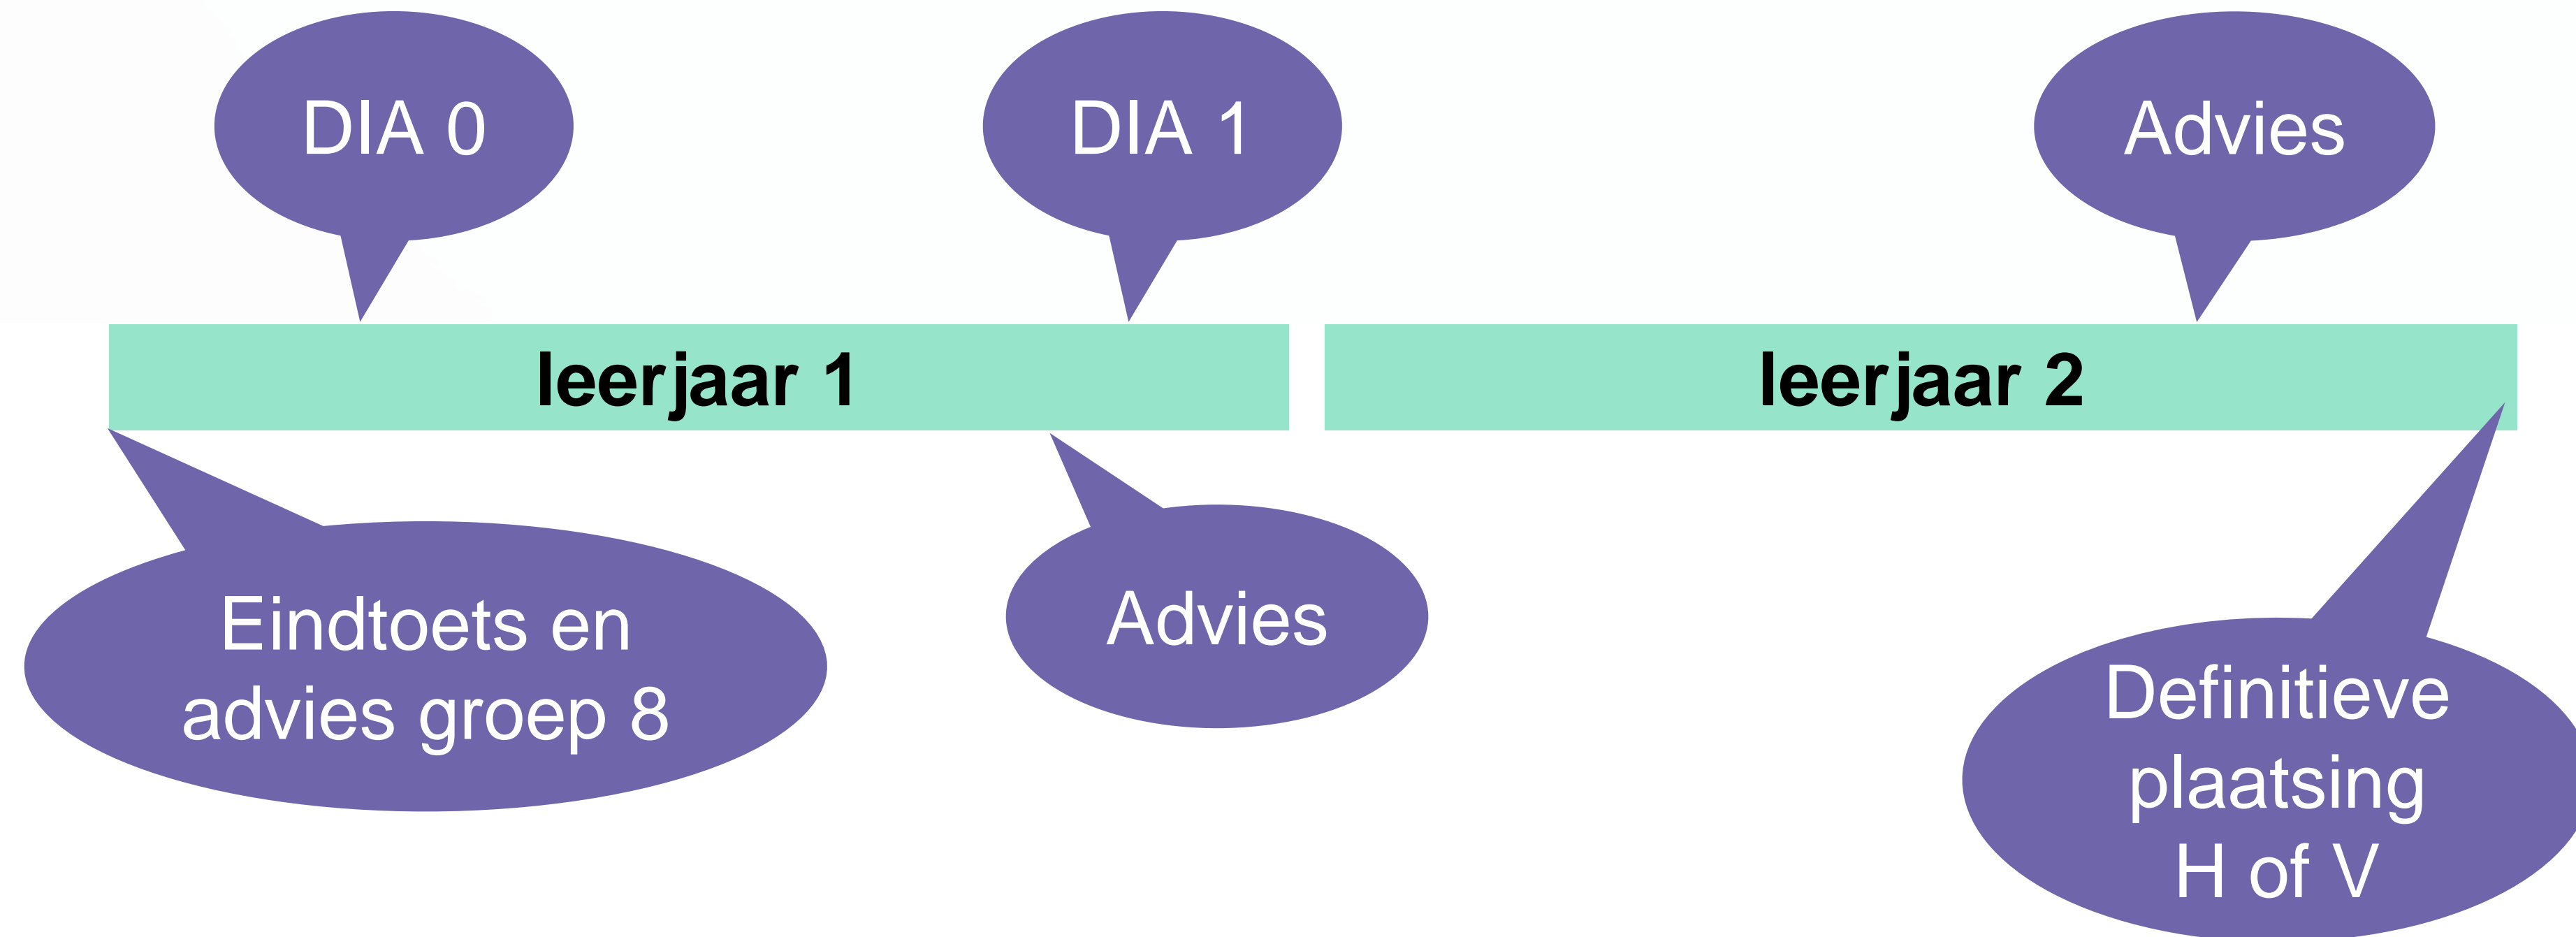 DIA 0
DIA 1
Advies
leerjaar 1
leerjaar 2
Eindtoets en
advies groep 8
Advies
Definitieve
plaatsing
H of V